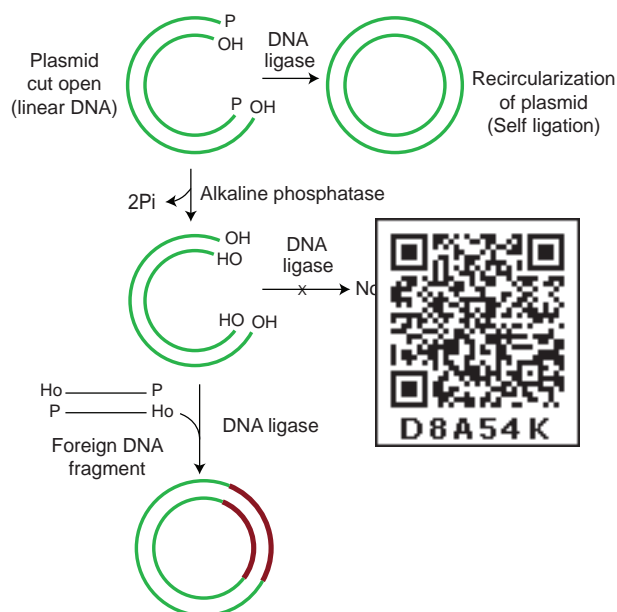 P
OH
DNA
ligase
Plasmid
cut open
(linear DNA)
P OH
Recircularization
of plasmid
(Self ligation)
2Pi
Alkaline phosphatase
OH
HO
DNA
ligase
x
HO OH
D8A54K
Ho P
P Ho
DNA ligase
Foreign DNA
fragment